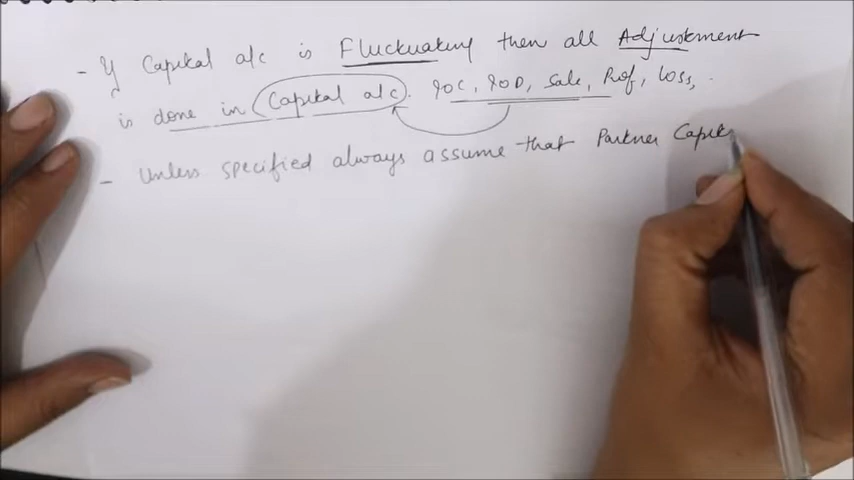 - If Capital a/c is Fluctuating then all Adjustment
is done in Capital a/c. IOC, IOD, Sale, Prof, loss, .
- Unless specified always assume that Partner Capita